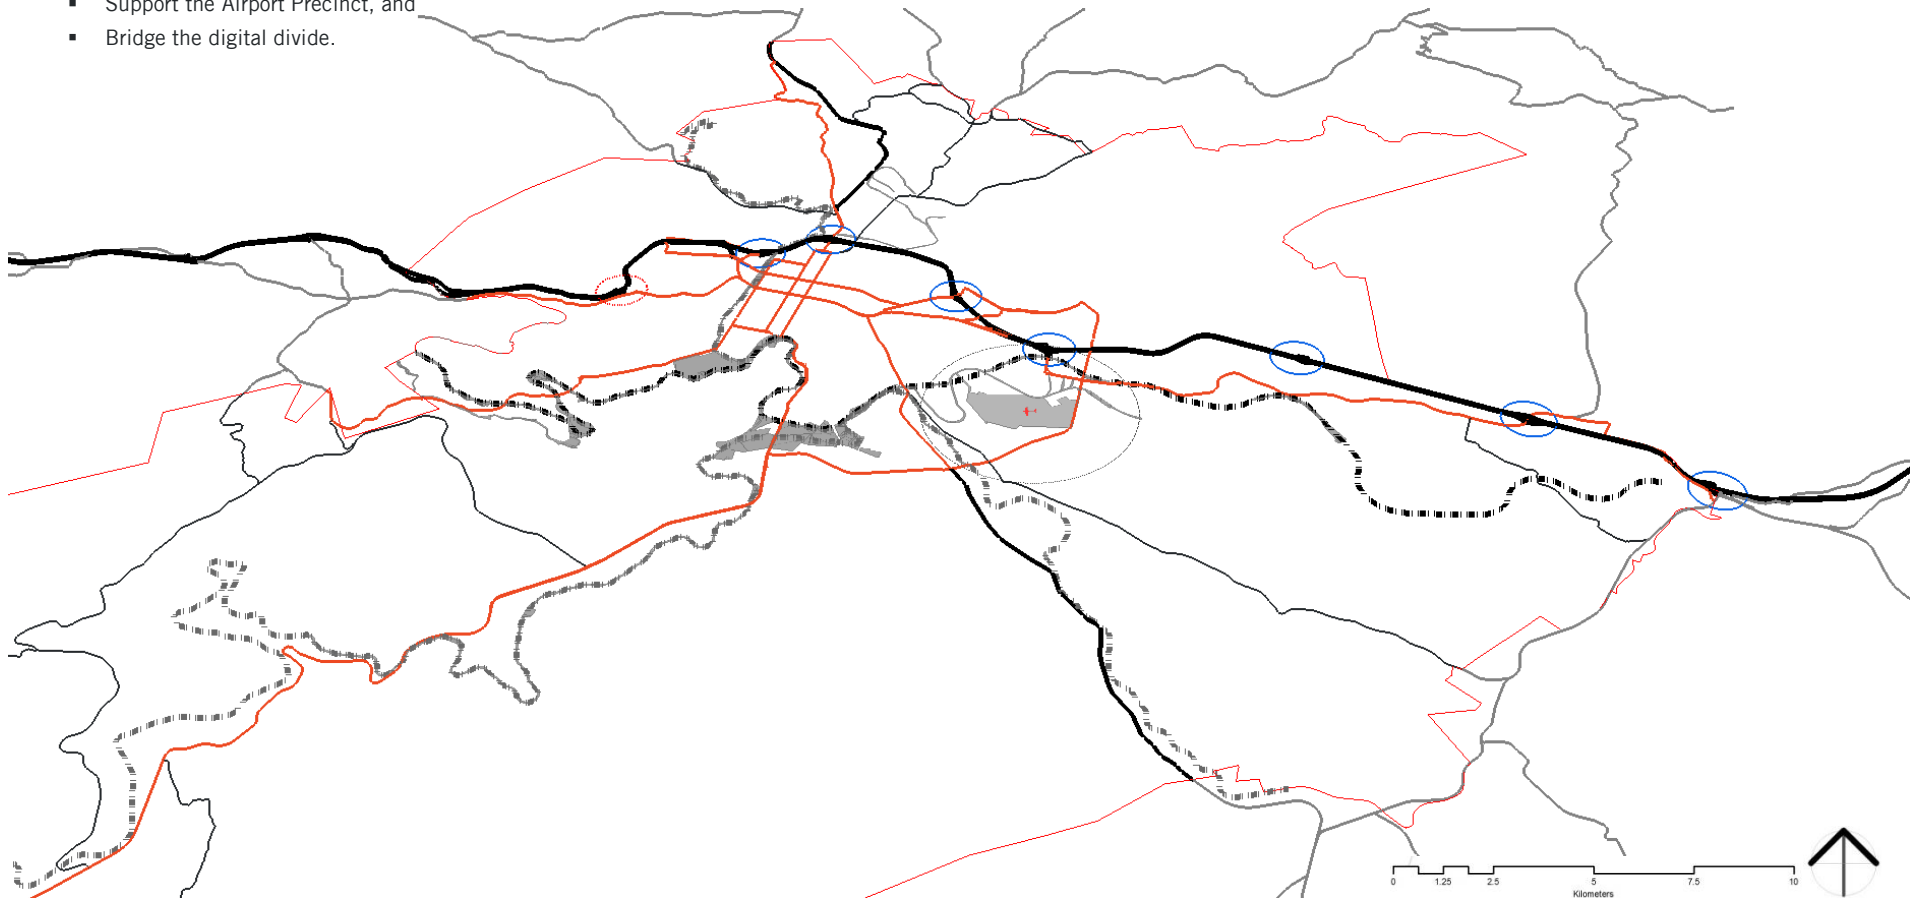 ▪ Support the Airport Precinct, and
▪ Bridge the digital divide.
0 1.25 2.5 5 7.5 10
Kilometers